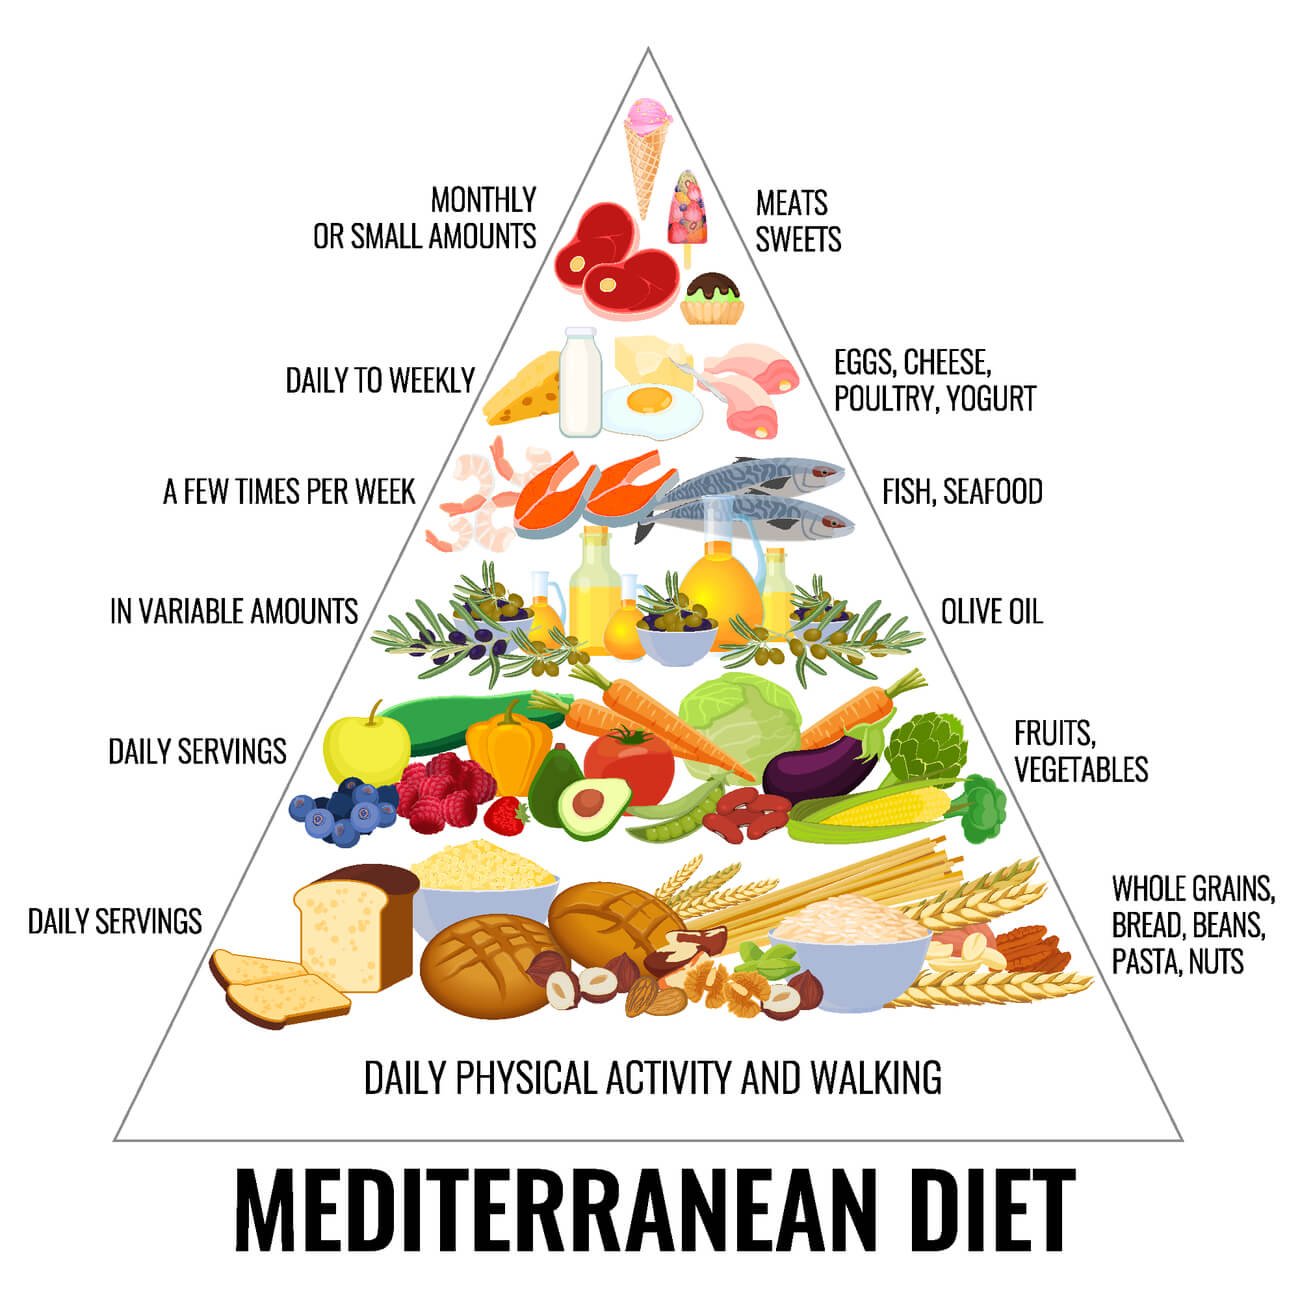 MONTHLY
OR SMALL AMOUNTS
MEATS
SWEETS
DAILY TO WEEKLY
EGGS, CHEESE,
POULTRY, YOGURT
A FEW TIMES PER WEEK
FISH, SEAFOOD
IN VARIABLE AMOUNTS
OLIVE OIL
DAILY SERVINGS
FRUITS,
VEGETABLES
DAILY SERVINGS
WHOLE GRAINS,
BREAD, BEANS,
PASTA, NUTS
DAILY PHYSICAL ACTIVITY AND WALKING
MEDITERRANEAN DIET